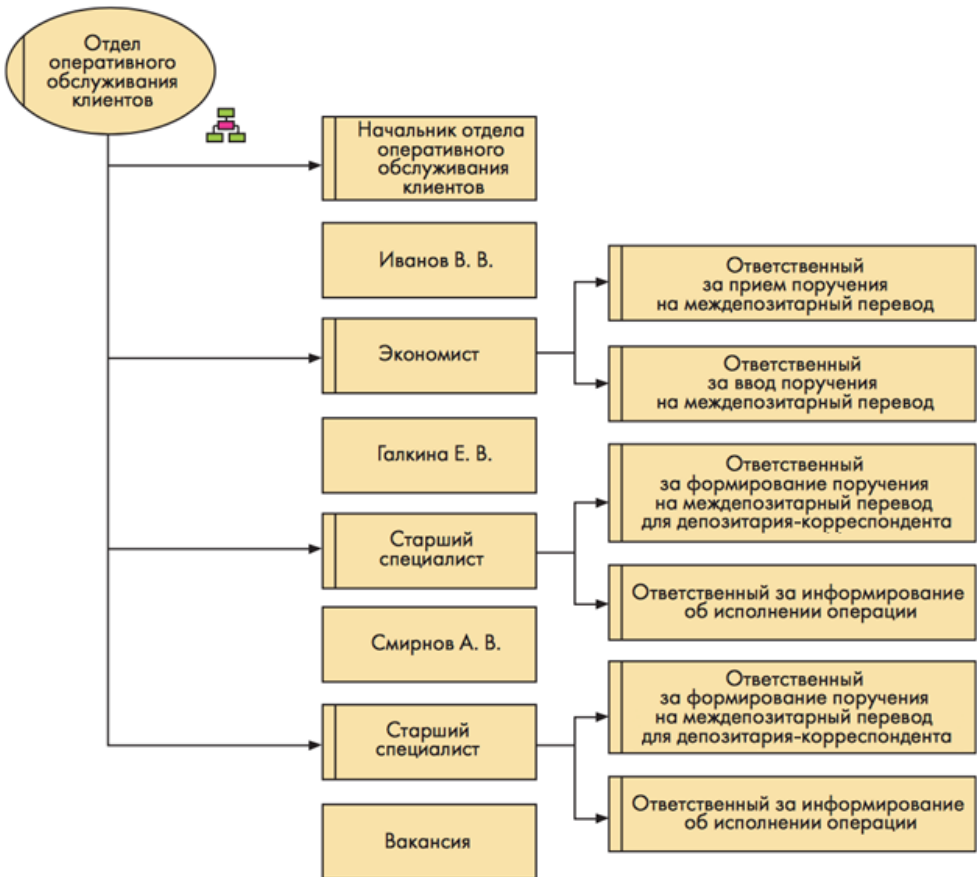 Отдел
оперативного
обслуживания
клиентов
Начальник отдела
оперативного
обслуживания
клиентов
Иванов В. В.
Экономист
Ответственный
за прием поручения
на междепозитарный перевод
Ответственный
за ввод поручения
на междепозитарный перевод
Галкина Е. В.
Старший
специалист
Ответственный
за формирование поручения
на междепозитарный перевод
для депозитария-корреспондента
Ответственный за информирование
об исполнении операции
Смирнов А. В.
Старший
специалист
Ответственный
за формирование поручения
на междепозитарный перевод
для депозитария-корреспондента
Ответственный за информирование
об исполнении операции
Вакансия